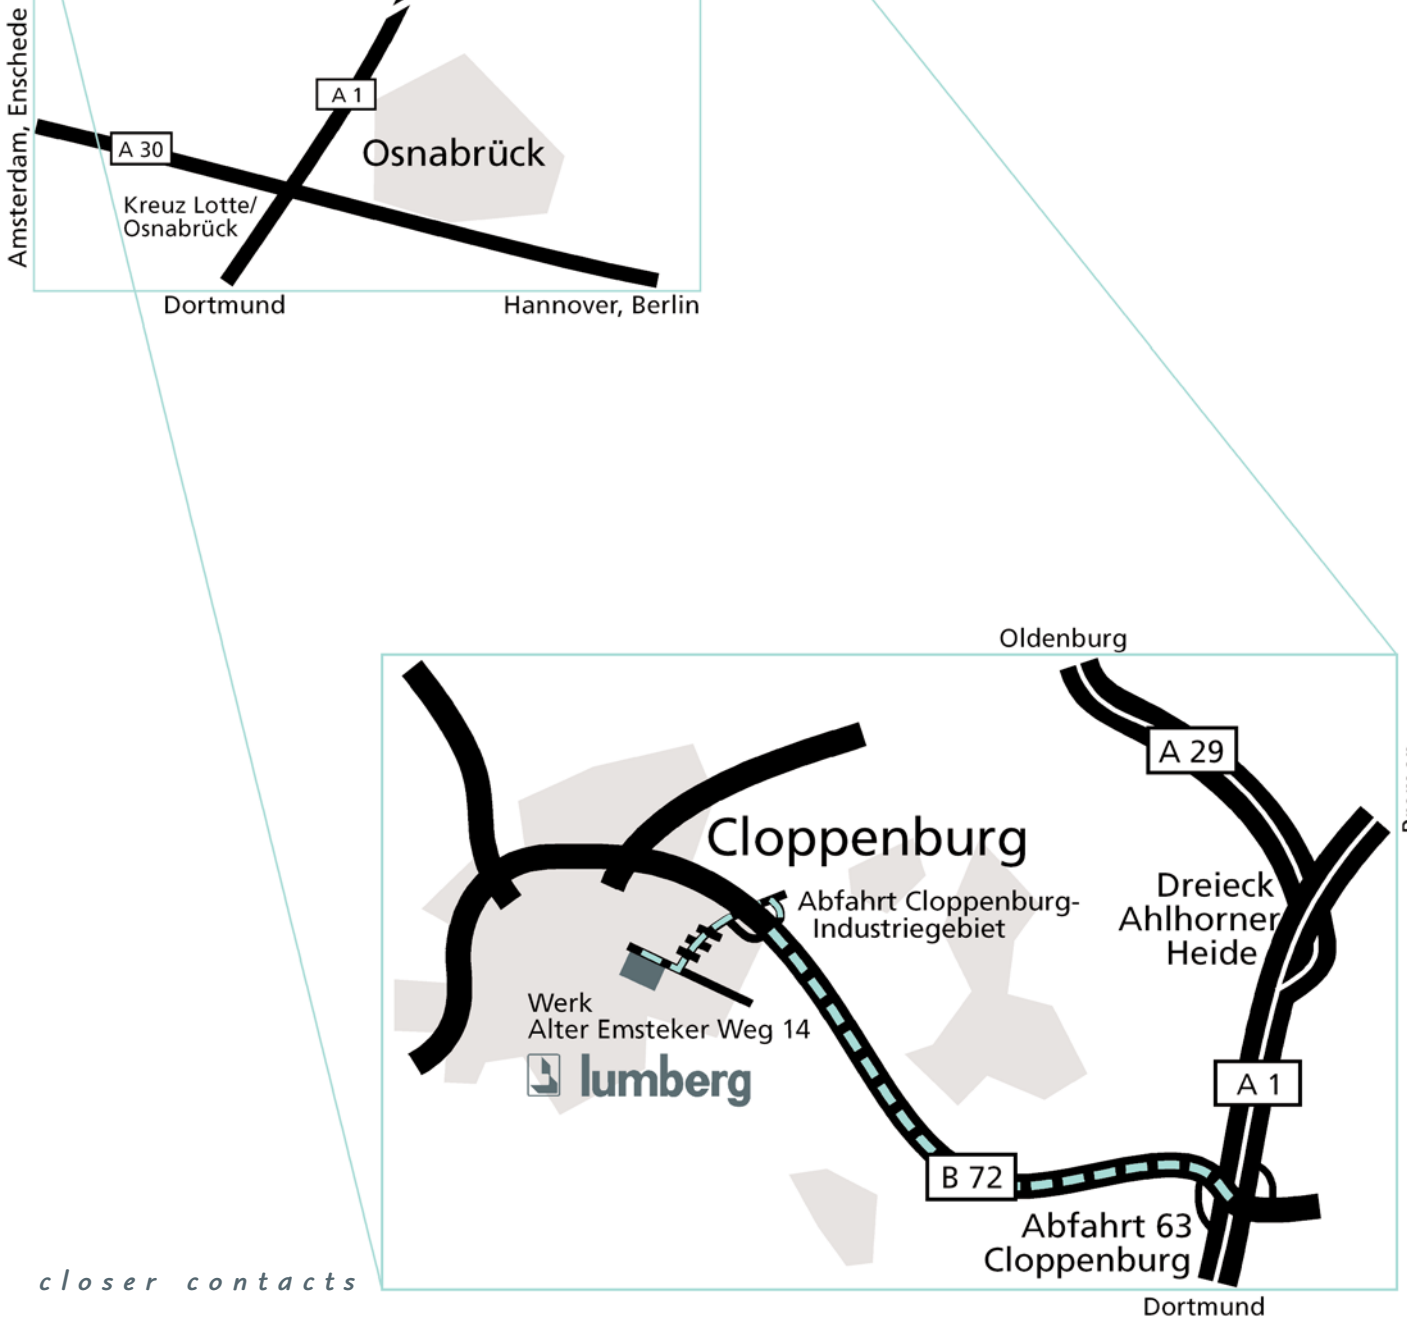 Amsterdam, Enschede
A 1
A 30
Osnabrück
Kreuz Lotte/
Osnabrück
Dortmund
Hannover, Berlin
Oldenburg
A 29
Cloppenburg
Dreieck
Ahlhorner
Heide
Abfahrt Cloppenburg-
Industriegebiet
Werk
Alter Emsteker Weg 14
lumberg
A 1
B 72
Abfahrt 63
Cloppenburg
closer contacts
Dortmund